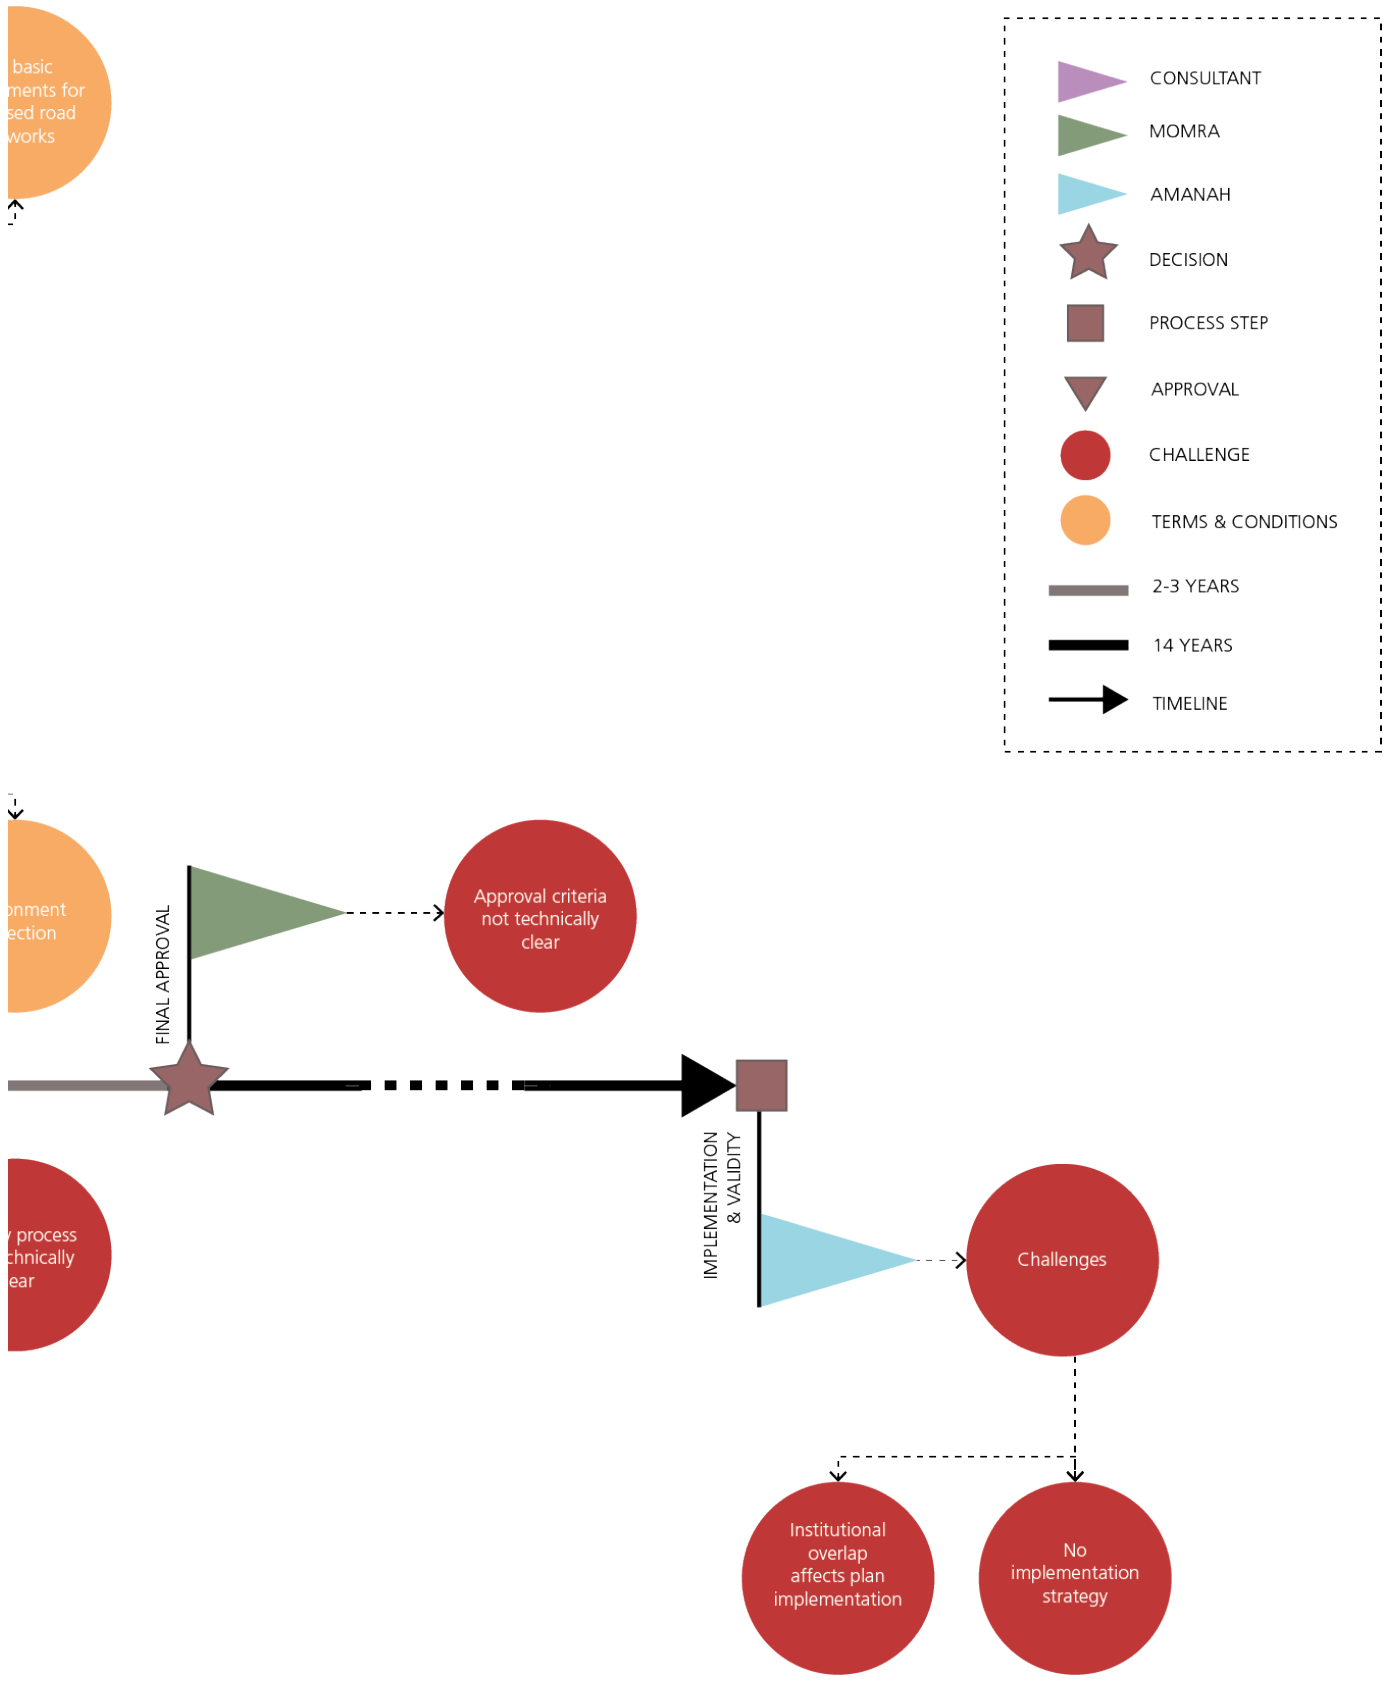 basic
ments for
sed road
works
CONSULTANT
MOMRA
AMANAH
DECISION
PROCESS STEP
APPROVAL
CHALLENGE
TERMS & CONDITIONS
2-3 YEARS
14 YEARS
TIMELINE
onment
ection
FINAL APPROVAL
Approval criteria
not technically
clear
y process
chnically
ear
IMPLEMENTATION
& VALIDITY
Challenges
Institutional
overlap
affects plan
implementation
No
implementation
strategy